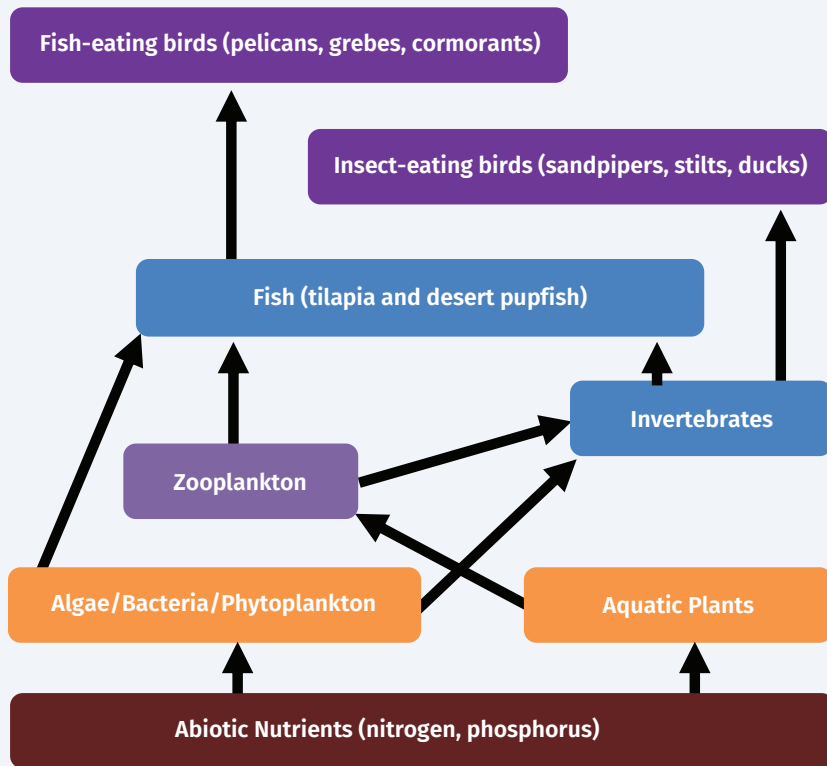 Fish-eating birds (pelicans, grebes, cormorants)
Insect-eating birds (sandpipers, stilts, ducks)
Fish (tilapia and desert pupfish)
Invertebrates
Zooplankton
Algae/Bacteria/Phytoplankton
Aquatic Plants
Abiotic Nutrients (nitrogen, phosphorus)